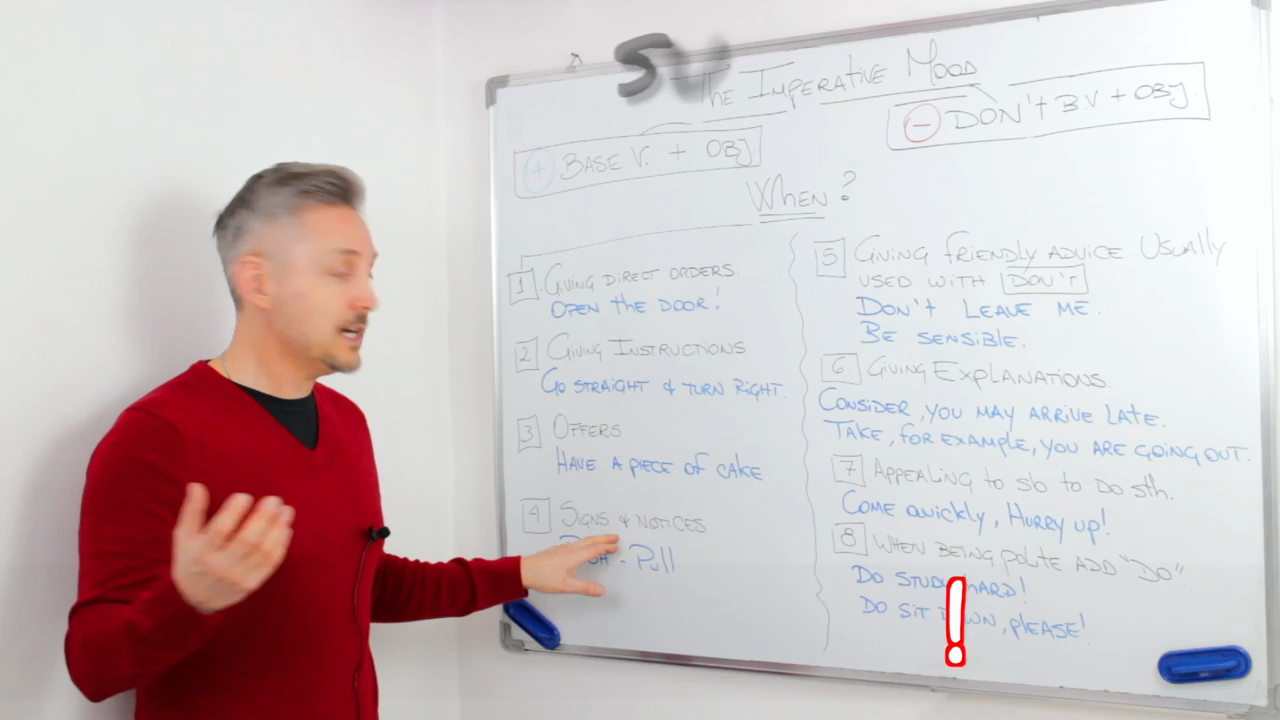 SU
The Imperative Mood
+ BASE V. + OBJ
- DON'T B.V + OBJ.
When?
1 Giving direct orders
Open the door!
2 Giving Instructions
Go straight & turn right.
3 Offers
Have a piece of cake
4 Signs & Notices
Pull
5 Giving friendly advice. Usually
used with DON'T
Don't leave me.
Be sensible.
6 Giving Explanations.
Consider, you may arrive late.
Take, for example, you are going out.
7 Appealing to sb to do sth.
Come quickly, Hurry up!
8 When being polite add "DO"
Do study hard!
Do sit down, please!
!